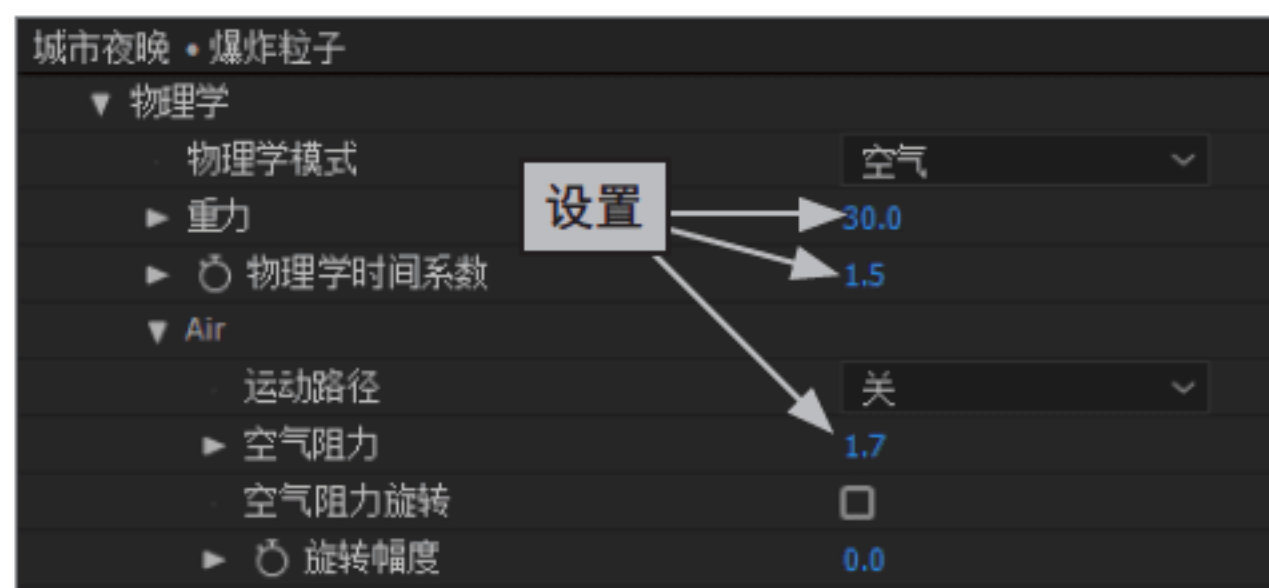 城市夜晚 • 爆炸粒子
物理学
物理学模式 空气
设置
重力 30.0
物理学时间系数 1.5
Air
运动路径 关
空气阻力 1.7
空气阻力旋转
旋转幅度 0.0